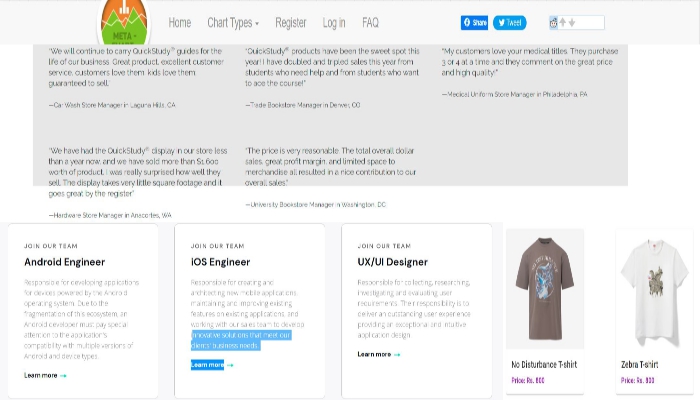 META -
Home
Chart Types
Register
Log in
FAQ
Share
Tweet
"We will continue to carry QuickStudy® guides for the
life of our business. Great product, excellent customer
service, customers love them, kids love them,
guaranteed to sell."
—Car Wash Store Manager in Laguna Hills, CA
"QuickStudy® products have been the sweet spot this
year! I have doubled and tripled sales this year from
students who need help and from students who want
to ace the course!"
—Trade Bookstore Manager in Denver, CO
"My customers love your medical titles. They purchase
3 or 4 at a time and they comment on the great price
and high quality!"
—Medical Uniform Store Manager in Philadelphia, PA
"We have had the QuickStudy® display in our store less
than a year now, and we have sold more than $1,600
worth of product. I was really surprised how well they
sell. The display takes very little square footage and it
goes great by the register"
—Hardware Store Manager in Anacortes, WA
"The price is very reasonable. The total overall dollar
sales, great profit margin, and limited space to
merchandise all resulted in a nice contribution to our
overall sales."
—University Bookstore Manager in Washington, DC
JOIN OUR TEAM
Android Engineer
Responsible for developing applications
for devices powered by the Android
operating system. Due to the
fragmentation of this ecosystem, an
Android developer must pay special
attention to the application's
compatibility with multiple versions of
Android and device types.
Learn more →
JOIN OUR TEAM
iOS Engineer
Responsible for creating and
architecting new mobile applications,
maintaining and improving existing
features on existing applications, and
working with our sales team to develop
innovative solutions that meet our
clients' business needs.
Learn more →
JOIN OUR TEAM
UX/UI Designer
Responsible for collecting, researching,
investigating and evaluating user
requirements. Their responsibility is to
deliver an outstanding user experience
providing an exceptional and intuitive
application design.
Learn more →
No Disturbance T-shirt
Price: Rs. 800
Zebra T-shirt
Price: Rs. 800